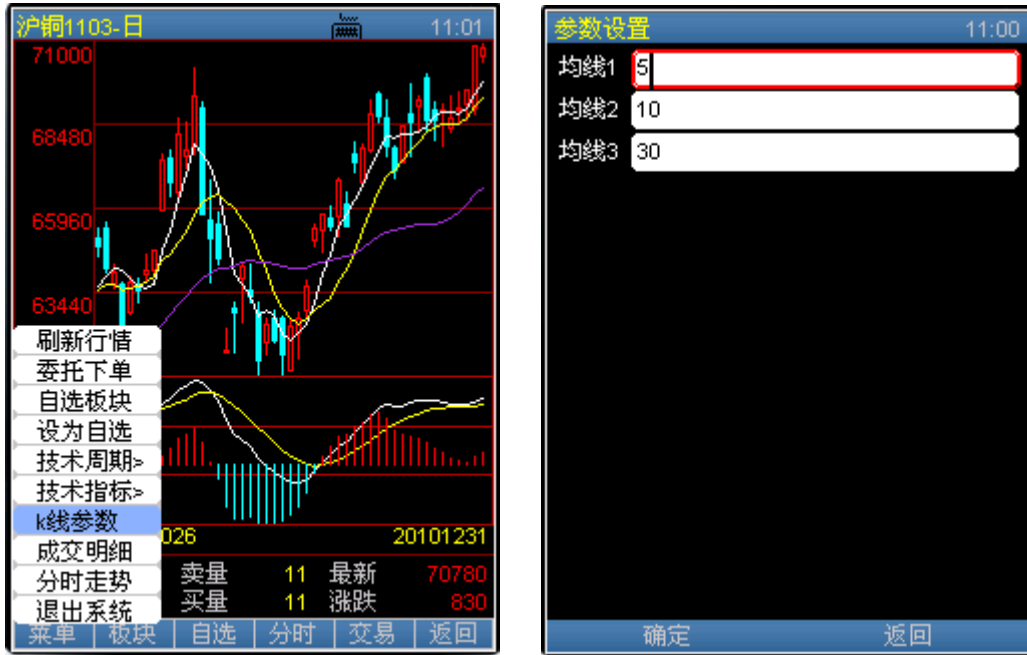 沪铜1103-日 11:01
71000
68480
65960
63440
刷新行情
委托下单
自选板块
设为自选
技术周期>
技术指标>
k线参数
成交明细
分时走势
退出系统
026 20101231
卖量 11 最新 70780
买量 11 涨跌 830
菜单 板块 自选 分时 交易 返回
参数设置 11:00
均线1 5
均线2 10
均线3 30
确定 返回